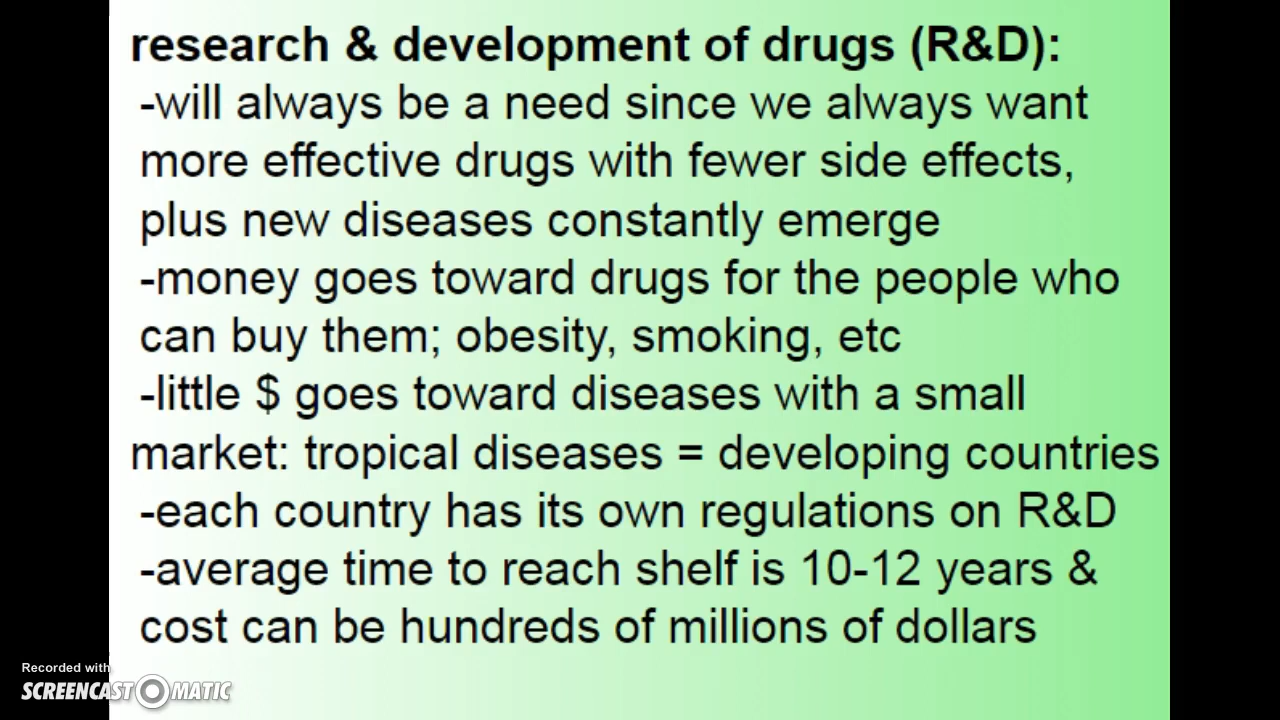 research & development of drugs (R&D):
-will always be a need since we always want
more effective drugs with fewer side effects,
plus new diseases constantly emerge
-money goes toward drugs for the people who
can buy them; obesity, smoking, etc
-little $ goes toward diseases with a small
market: tropical diseases = developing countries
-each country has its own regulations on R&D
-average time to reach shelf is 10-12 years &
cost can be hundreds of millions of dollars
Recorded with
SCREENCAST MATIC